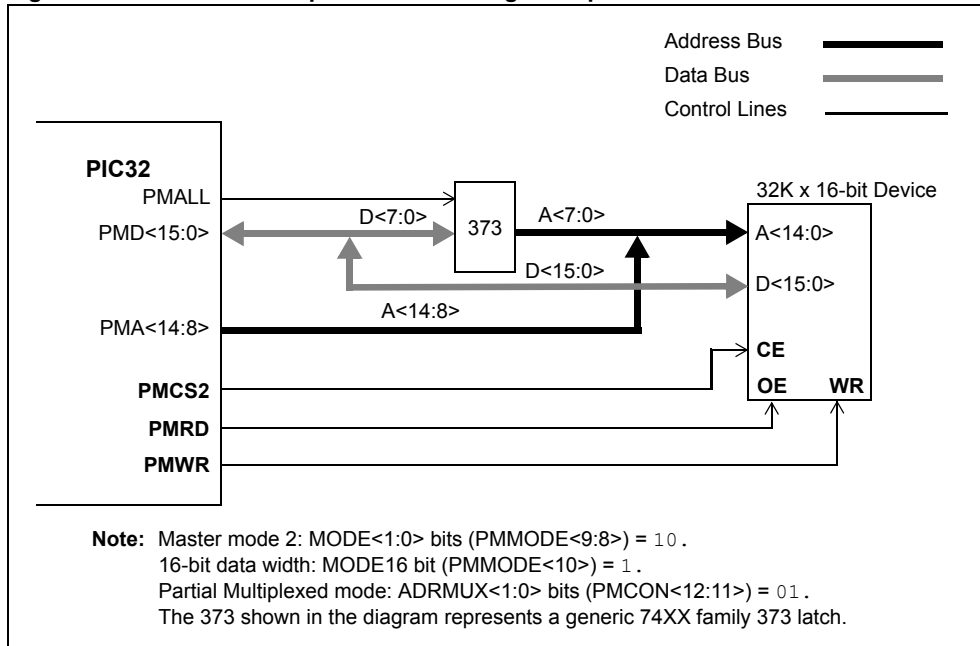 Address Bus
Data Bus
Control Lines
PIC32
PMALL
32K x 16-bit Device
D<7:0>
373
A<7:0>
PMD<15:0>
A<14:0>
D<15:0>
D<15:0>
A<14:8>
PMA<14:8>
CE
PMCS2
OE WR
PMRD
PMWR
Note: Master mode 2: MODE<1:0> bits (PMMODE<9:8>) = 10.
16-bit data width: MODE16 bit (PMMODE<10>) = 1.
Partial Multiplexed mode: ADRMUX<1:0> bits (PMCON<12:11>) = 01.
The 373 shown in the diagram represents a generic 74XX family 373 latch.